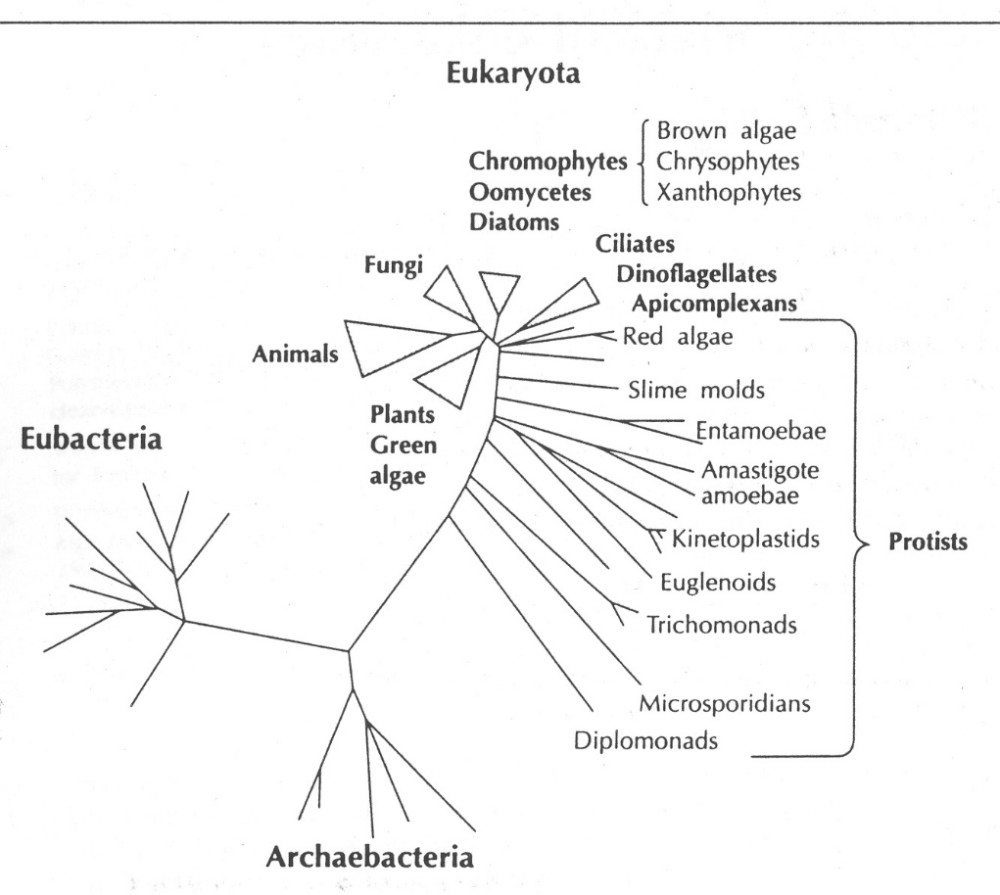 Eukaryota
Chromophytes
Oomycetes
Diatoms
Brown algae
Chrysophytes
Xanthophytes
Ciliates
Dinoflagellates
Apicomplexans
Fungi
Animals
Plants
Green
algae
Red algae
Slime molds
Entamoebae
Amastigote
amoebae
Kinetoplastids
Euglenoids
Trichomonads
Microsporidians
Diplomonads
Protists
Eubacteria
Archaebacteria